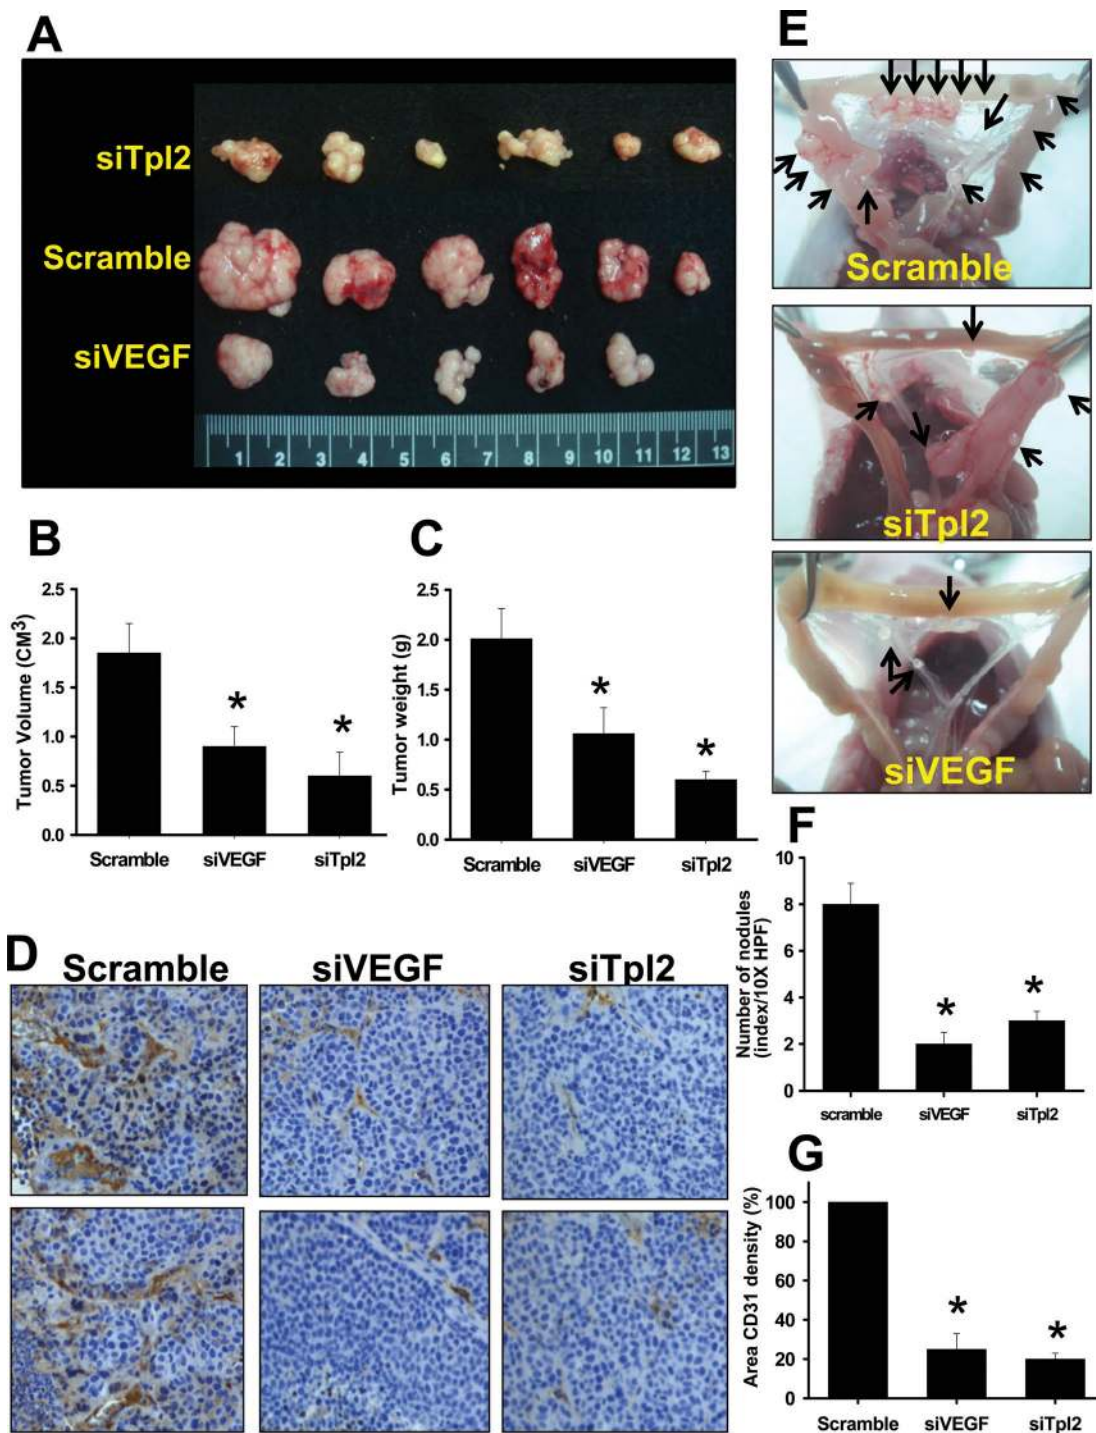 A
siTpl2
Scramble
siVEGF
1 2 3 4 5 6 7 8 9 10 11 12 13
E
Scramble
siTpl2
siVEGF
B
Tumor Volume (CM3)
2.5
2.0
1.5
1.0
0.5
0.0
*
*
Scramble siVEGF siTpl2
C
Tumor weight (g)
2.5
2.0
1.5
1.0
0.5
0.0
*
*
Scramble siVEGF siTpl2
D
Scramble siVEGF siTpl2
F
Number of nodules
(index/10X HPF)
10
8
6
4
2
0
*
*
scramble siVEGF siTpl2
G
Area CD31 density (%)
100
80
60
40
20
0
*
*
Scramble siVEGF siTpl2